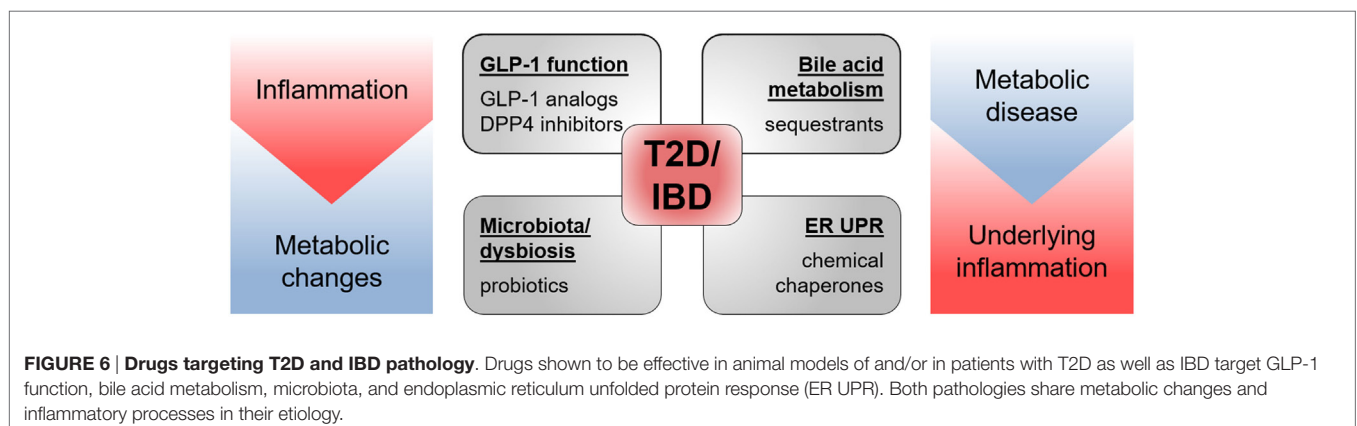 Inflammation
Metabolic
changes
GLP-1 function
GLP-1 analogs
DPP4 inhibitors
Bile acid
metabolism
sequestrants
T2D/
IBD
Microbiota/
dysbiosis
probiotics
ER UPR
chemical
chaperones
Metabolic
disease
Underlying
inflammation
FIGURE 6 | Drugs targeting T2D and IBD pathology. Drugs shown to be effective in animal models of and/or in patients with T2D as well as IBD target GLP-1
function, bile acid metabolism, microbiota, and endoplasmic reticulum unfolded protein response (ER UPR). Both pathologies share metabolic changes and
inflammatory processes in their etiology.